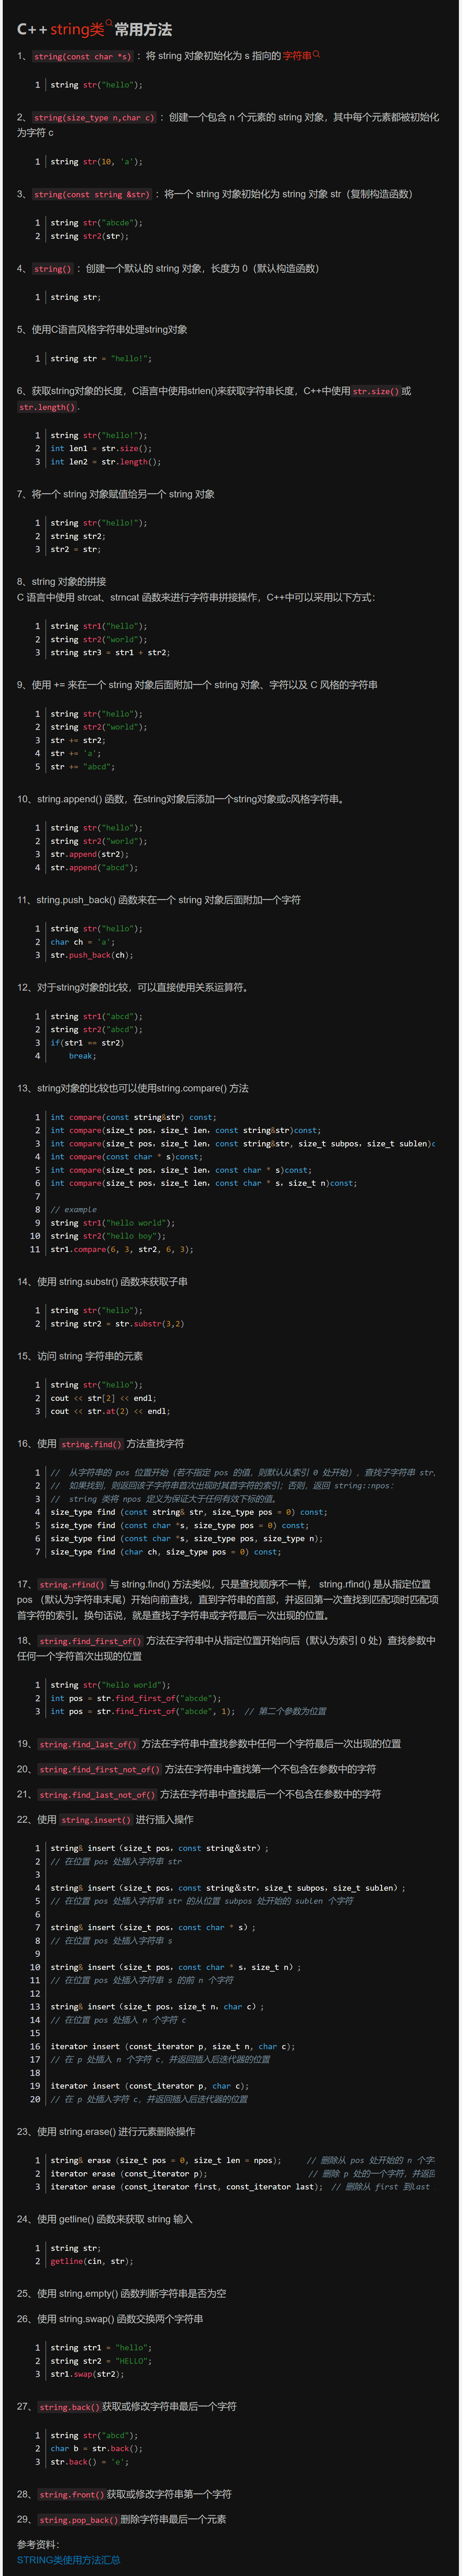 C++string类常用方法
1、string(const char *s) ：将 string 对象初始化为 s 指向的字符串
1 string str("hello");
2、string(size_type n,char c) ：创建一个包含 n 个元素的 string 对象，其中每个元素都被初始化
为字符 c
1 string str(10, 'a');
3、string(const string &str) ：将一个 string 对象初始化为 string 对象 str（复制构造函数）
1 string str("abcde");
2 string str2(str);
4、string() ：创建一个默认的 string 对象，长度为 0（默认构造函数）
1 string str;
5、使用C语言风格字符串处理string对象
1 string str = "hello!";
6、获取string对象的长度，C语言中使用strlen()来获取字符串长度，C++中使用str.size()或
str.length().
1 string str("hello!");
2 int len1 = str.size();
3 int len2 = str.length();
7、将一个 string 对象赋值给另一个 string 对象
1 string str("hello!");
2 string str2;
3 str2 = str;
8、string 对象的拼接
C 语言中使用 strcat、strncat 函数来进行字符串拼接操作，C++中可以采用以下方式：
1 string str1("hello");
2 string str2("world");
3 string str3 = str1 + str2;
9、使用 += 来在一个 string 对象后面附加一个 string 对象、字符以及 C 风格的字符串
1 string str("hello");
2 string str2("world");
3 str += str2;
4 str += 'a';
5 str += "abcd";
10、string.append() 函数，在string对象后添加一个string对象或c风格字符串。
1 string str("hello");
2 string str2("world");
3 str.append(str2);
4 str.append("abcd");
11、string.push_back() 函数来在一个 string 对象后面附加一个字符
1 string str("hello");
2 char ch = 'a';
3 str.push_back(ch);
12、对于string对象的比较，可以直接使用关系运算符。
1 string str1("abcd");
2 string str2("abcd");
3 if(str1 == str2)
4 break;
13、string对象的比较也可以使用string.compare() 方法
1 int compare(const string&str) const;
2 int compare(size_t pos, size_t len, const string&str)const;
3 int compare(size_t pos, size_t len, const string&str, size_t subpos, size_t sublen)c
4 int compare(const char * s)const;
5 int compare(size_t pos, size_t len, const char * s)const;
6 int compare(size_t pos, size_t len, const char * s, size_t n)const;
7
8 // example
9 string str1("hello world");
10 string str2("hello boy");
11 str1.compare(6, 3, str2, 6, 3);
14、使用 string.substr() 函数来获取子串
1 string str("hello");
2 string str2 = str.substr(3,2)
15、访问 string 字符串的元素
1 string str("hello");
2 cout << str[2] << endl;
3 cout << str.at(2) << endl;
16、使用 string.find() 方法查找字符
1 // 从字符串的 pos 位置开始（若不指定 pos 的值，则默认从索引 0 处开始），查找子字符串 str，
2 // 如果找到，则返回该子字符串首次出现时其首字符的索引；否则，返回 string::npos：
3 // string 类将 npos 定义为保证大于任何有效下标的值。
4 size_type find (const string& str, size_type pos = 0) const;
5 size_type find (const char *s, size_type pos = 0) const;
6 size_type find (const char *s, size_type pos, size_type n);
7 size_type find (char ch, size_type pos = 0) const;
17、string.rfind() 与 string.find() 方法类似，只是查找顺序不一样， string.rfind() 是从指定位置
pos （默认为字符串末尾）开始向前查找，直到字符串的首部，并返回第一次查找到匹配项时匹配项
首字符的索引。换句话说，就是查找子字符串或字符最后一次出现的位置。
18、string.find_first_of() 方法在字符串中从指定位置开始向后（默认为索引 0 处）查找参数中
任何一个字符首次出现的位置
1 string str("hello world");
2 int pos = str.find_first_of("abcde");
3 int pos = str.find_first_of("abcde", 1); // 第二个参数为位置
19、string.find_last_of() 方法在字符串中查找参数中任何一个字符最后一次出现的位置
20、string.find_first_not_of() 方法在字符串中查找第一个不包含在参数中的字符
21、string.find_last_not_of() 方法在字符串中查找最后一个不包含在参数中的字符
22、使用 string.insert() 进行插入操作
1 string& insert（size_t pos，const string＆str）;
2 // 在位置 pos 处插入字符串 str
3
4 string& insert（size_t pos，const string＆str，size_t subpos，size_t sublen）;
5 // 在位置 pos 处插入字符串 str 的从位置 subpos 处开始的 sublen 个字符
6
7 string& insert（size_t pos，const char * s）;
8 // 在位置 pos 处插入字符串 s
9
10 string& insert（size_t pos，const char * s，size_t n）;
11 // 在位置 pos 处插入字符串 s 的前 n 个字符
12
13 string& insert（size_t pos，size_t n，char c）;
14 // 在位置 pos 处插入 n 个字符 c
15
16 iterator insert (const_iterator p, size_t n, char c);
17 // 在 p 处插入 n 个字符 c，并返回插入后迭代器的位置
18
19 iterator insert (const_iterator p, char c);
20 // 在 p 处插入字符 c，并返回插入后迭代器的位置
23、使用 string.erase() 进行元素删除操作
1 string& erase (size_t pos = 0, size_t len = npos); // 删除从 pos 处开始的 n 个字
2 iterator erase (const_iterator p); // 删除 p 处的一个字符，并返回
3 iterator erase (const_iterator first, const_iterator last); // 删除从 first 到last
24、使用 getline() 函数来获取 string 输入
1 string str;
2 getline(cin, str);
25、使用 string.empty() 函数判断字符串是否为空
26、使用 string.swap() 函数交换两个字符串
1 string str1 = "hello";
2 string str2 = "HELLO";
3 str1.swap(str2);
27、string.back()获取或修改字符串最后一个字符
1 string str("abcd");
2 char b = str.back();
3 str.back() = 'e';
28、string.front()获取或修改字符串第一个字符
29、string.pop_back()删除字符串最后一个元素
参考资料：
STRING类使用方法汇总